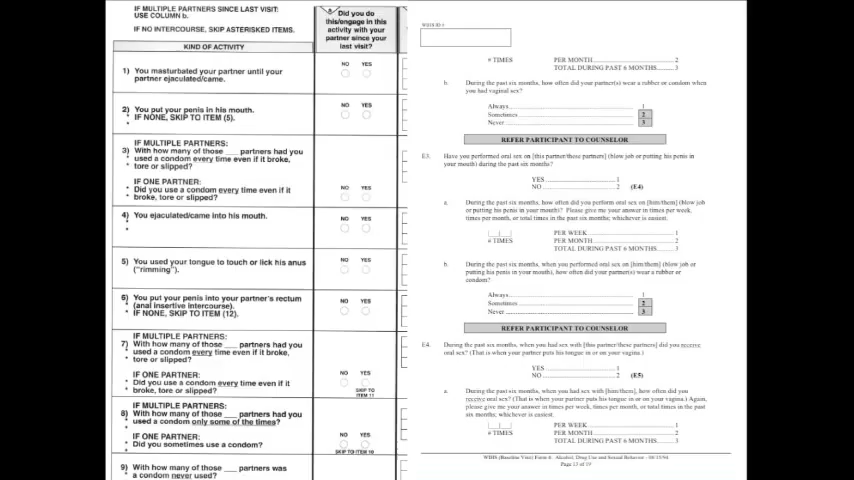 IF MULTIPLE PARTNERS SINCE LAST VISIT:
USE COLUMN b.
IF NO INTERCOURSE, SKIP ASTERISKED ITEMS.
KIND OF ACTIVITY
a
Did you do
this/engage in this
activity with your
partner since your
last visit?
1) You masturbated your partner until your
partner ejaculated/came.
NO YES
2) You put your penis in his mouth.
* IF NONE, SKIP TO ITEM (5).
*
NO YES
IF MULTIPLE PARTNERS:
3) With how many of those ___ partners had you
* used a condom every time even if it broke,
* tore or slipped?
IF ONE PARTNER:
* Did you use a condom every time even if it
* broke, tore or slipped?
NO YES
4) You ejaculated/came into his mouth.
*
*
NO YES
5) You used your tongue to touch or lick his anus
("rimming").
NO YES
6) You put your penis into your partner's rectum
* (anal insertive intercourse).
* IF NONE, SKIP TO ITEM (12).
NO YES
IF MULTIPLE PARTNERS:
7) With how many of those ___ partners had you
* used a condom every time even if it broke,
* tore or slipped?
IF ONE PARTNER:
* Did you use a condom every time even if it
* broke, tore or slipped?
NO YES
SKIP TO
ITEM 11
IF MULTIPLE PARTNERS:
8) With how many of those ___ partners had you
* used a condom only some of the times?
IF ONE PARTNER:
* Did you sometimes use a condom?
NO YES
SKIP TO ITEM 10
9) With how many of those ___ partners was
* a condom never used?
WIHS ID #
# TIMES PER MONTH 2
TOTAL DURING PAST 6 MONTHS 3
b. During the past six months, how often did your partner(s) wear a rubber or condom when
you had vaginal sex?
Always 1
Sometimes 2
Never 3
REFER PARTICIPANT TO COUNSELOR
E3. Have you performed oral sex on [this partner/these partners] (blow job or putting his penis in
your mouth) during the past six months?
YES 1
NO 2 (E4)
a. During the past six months, how often did you perform oral sex on [him/them] (blow job
or putting his penis in your mouth)? Please give me your answer in times per week,
times per month, or total times in the past six months; whichever is easiest.
|___|___| PER WEEK 1
# TIMES PER MONTH 2
TOTAL DURING PAST 6 MONTHS 3
b. During the past six months, when you performed oral sex on [him/them] (blow job or
putting his penis in your mouth), how often did your partner(s) wear a rubber or
condom?
Always 1
Sometimes 2
Never 3
REFER PARTICIPANT TO COUNSELOR
E4. During the past six months, when you had sex with [this partner/these partners] did you receive
oral sex? (That is when your partner puts his tongue in or on your vagina.)
YES 1
NO 2 (E5)
a. During the past six months, when you had sex with [him/them], how often did you
receive oral sex? (That is when your partner puts his tongue in or on your vagina.) Again,
please give me your answer in times per week, times per month, or total times in the past
six months; whichever is easiest.
|___|___| PER WEEK 1
# TIMES PER MONTH 2
TOTAL DURING PAST 6 MONTHS 3
WIHS (Baseline Visit) Form 6 - Alcohol, Drug Use and Sexual Behavior -
Page 13 of 19